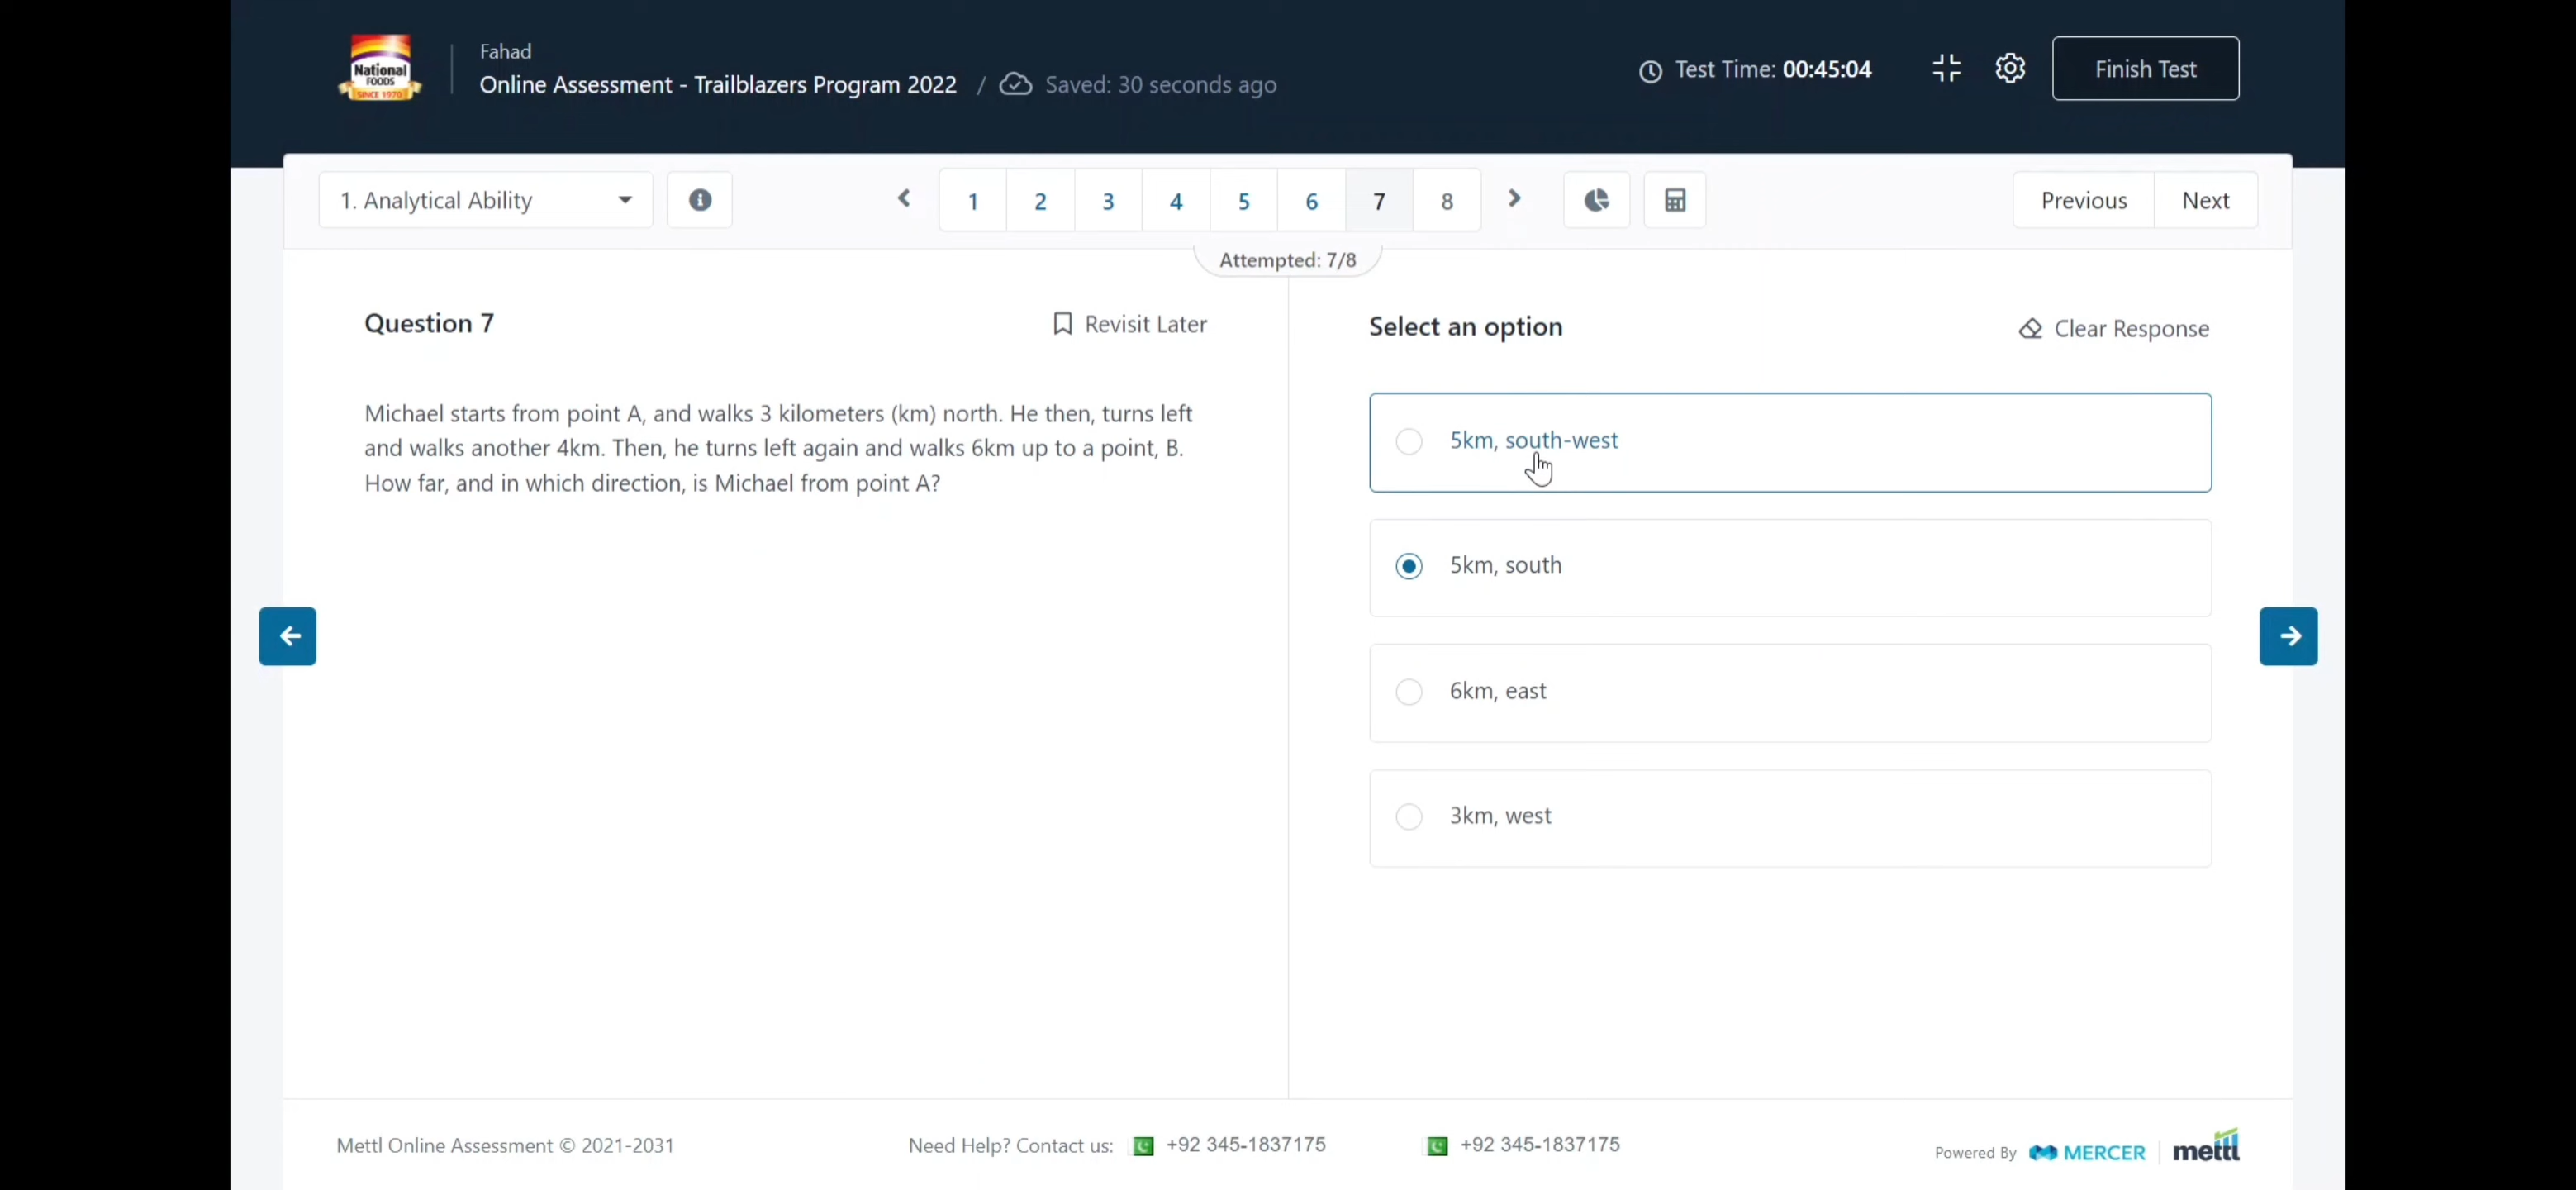 National
FOODS
SINCE 1970
Fahad
Online Assessment - Trailblazers Program 2022 / Saved: 30 seconds ago
Test Time: 00:45:04
Finish Test
1. Analytical Ability
1 2 3 4 5 6 7 8
Previous Next
Attempted: 7/8
Question 7
Revisit Later
Michael starts from point A, and walks 3 kilometers (km) north. He then, turns left
and walks another 4km. Then, he turns left again and walks 6km up to a point, B.
How far, and in which direction, is Michael from point A?
Select an option
Clear Response
5km, south-west
5km, south
6km, east
3km, west
Mettl Online Assessment © 2021-2031
Need Help? Contact us: +92 345-1837175 +92 345-1837175
Powered By MERCER | mettl